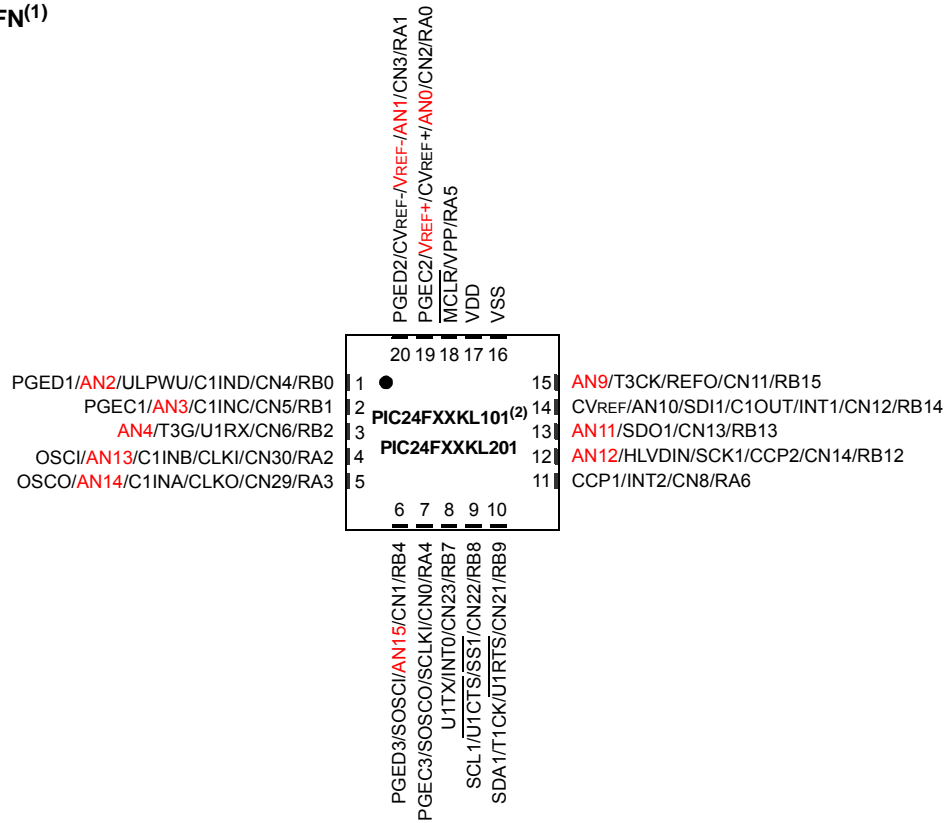 FN(1)
PGED2/CVREF-/VREF-/AN1/CN3/RA1
PGEC2/VREF+/CVREF+/AN0/CN2/RA0
MCLR/VPP/RA5
VDD
VSS
20 19 18 17 16
PGED1/AN2/ULPWU/C1IND/CN4/RB0 1
PGEC1/AN3/C1INC/CN5/RB1 2
AN4/T3G/U1RX/CN6/RB2 3
OSCI/AN13/C1INB/CLKI/CN30/RA2 4
OSCO/AN14/C1INA/CLKO/CN29/RA3 5
PIC24FXXKL101(2)
PIC24FXXKL201
15 AN9/T3CK/REFO/CN11/RB15
14 CVREF/AN10/SDI1/C1OUT/INT1/CN12/RB14
13 AN11/SDO1/CN13/RB13
12 AN12/HLVDIN/SCK1/CCP2/CN14/RB12
11 CCP1/INT2/CN8/RA6
6 7 8 9 10
PGED3/SOSCI/AN15/CN1/RB4
PGEC3/SOSCO/SCLKI/CN0/RA4
U1TX/INT0/CN23/RB7
SCL1/U1CTS/SS1/CN22/RB8
SDA1/T1CK/U1RTS/CN21/RB9